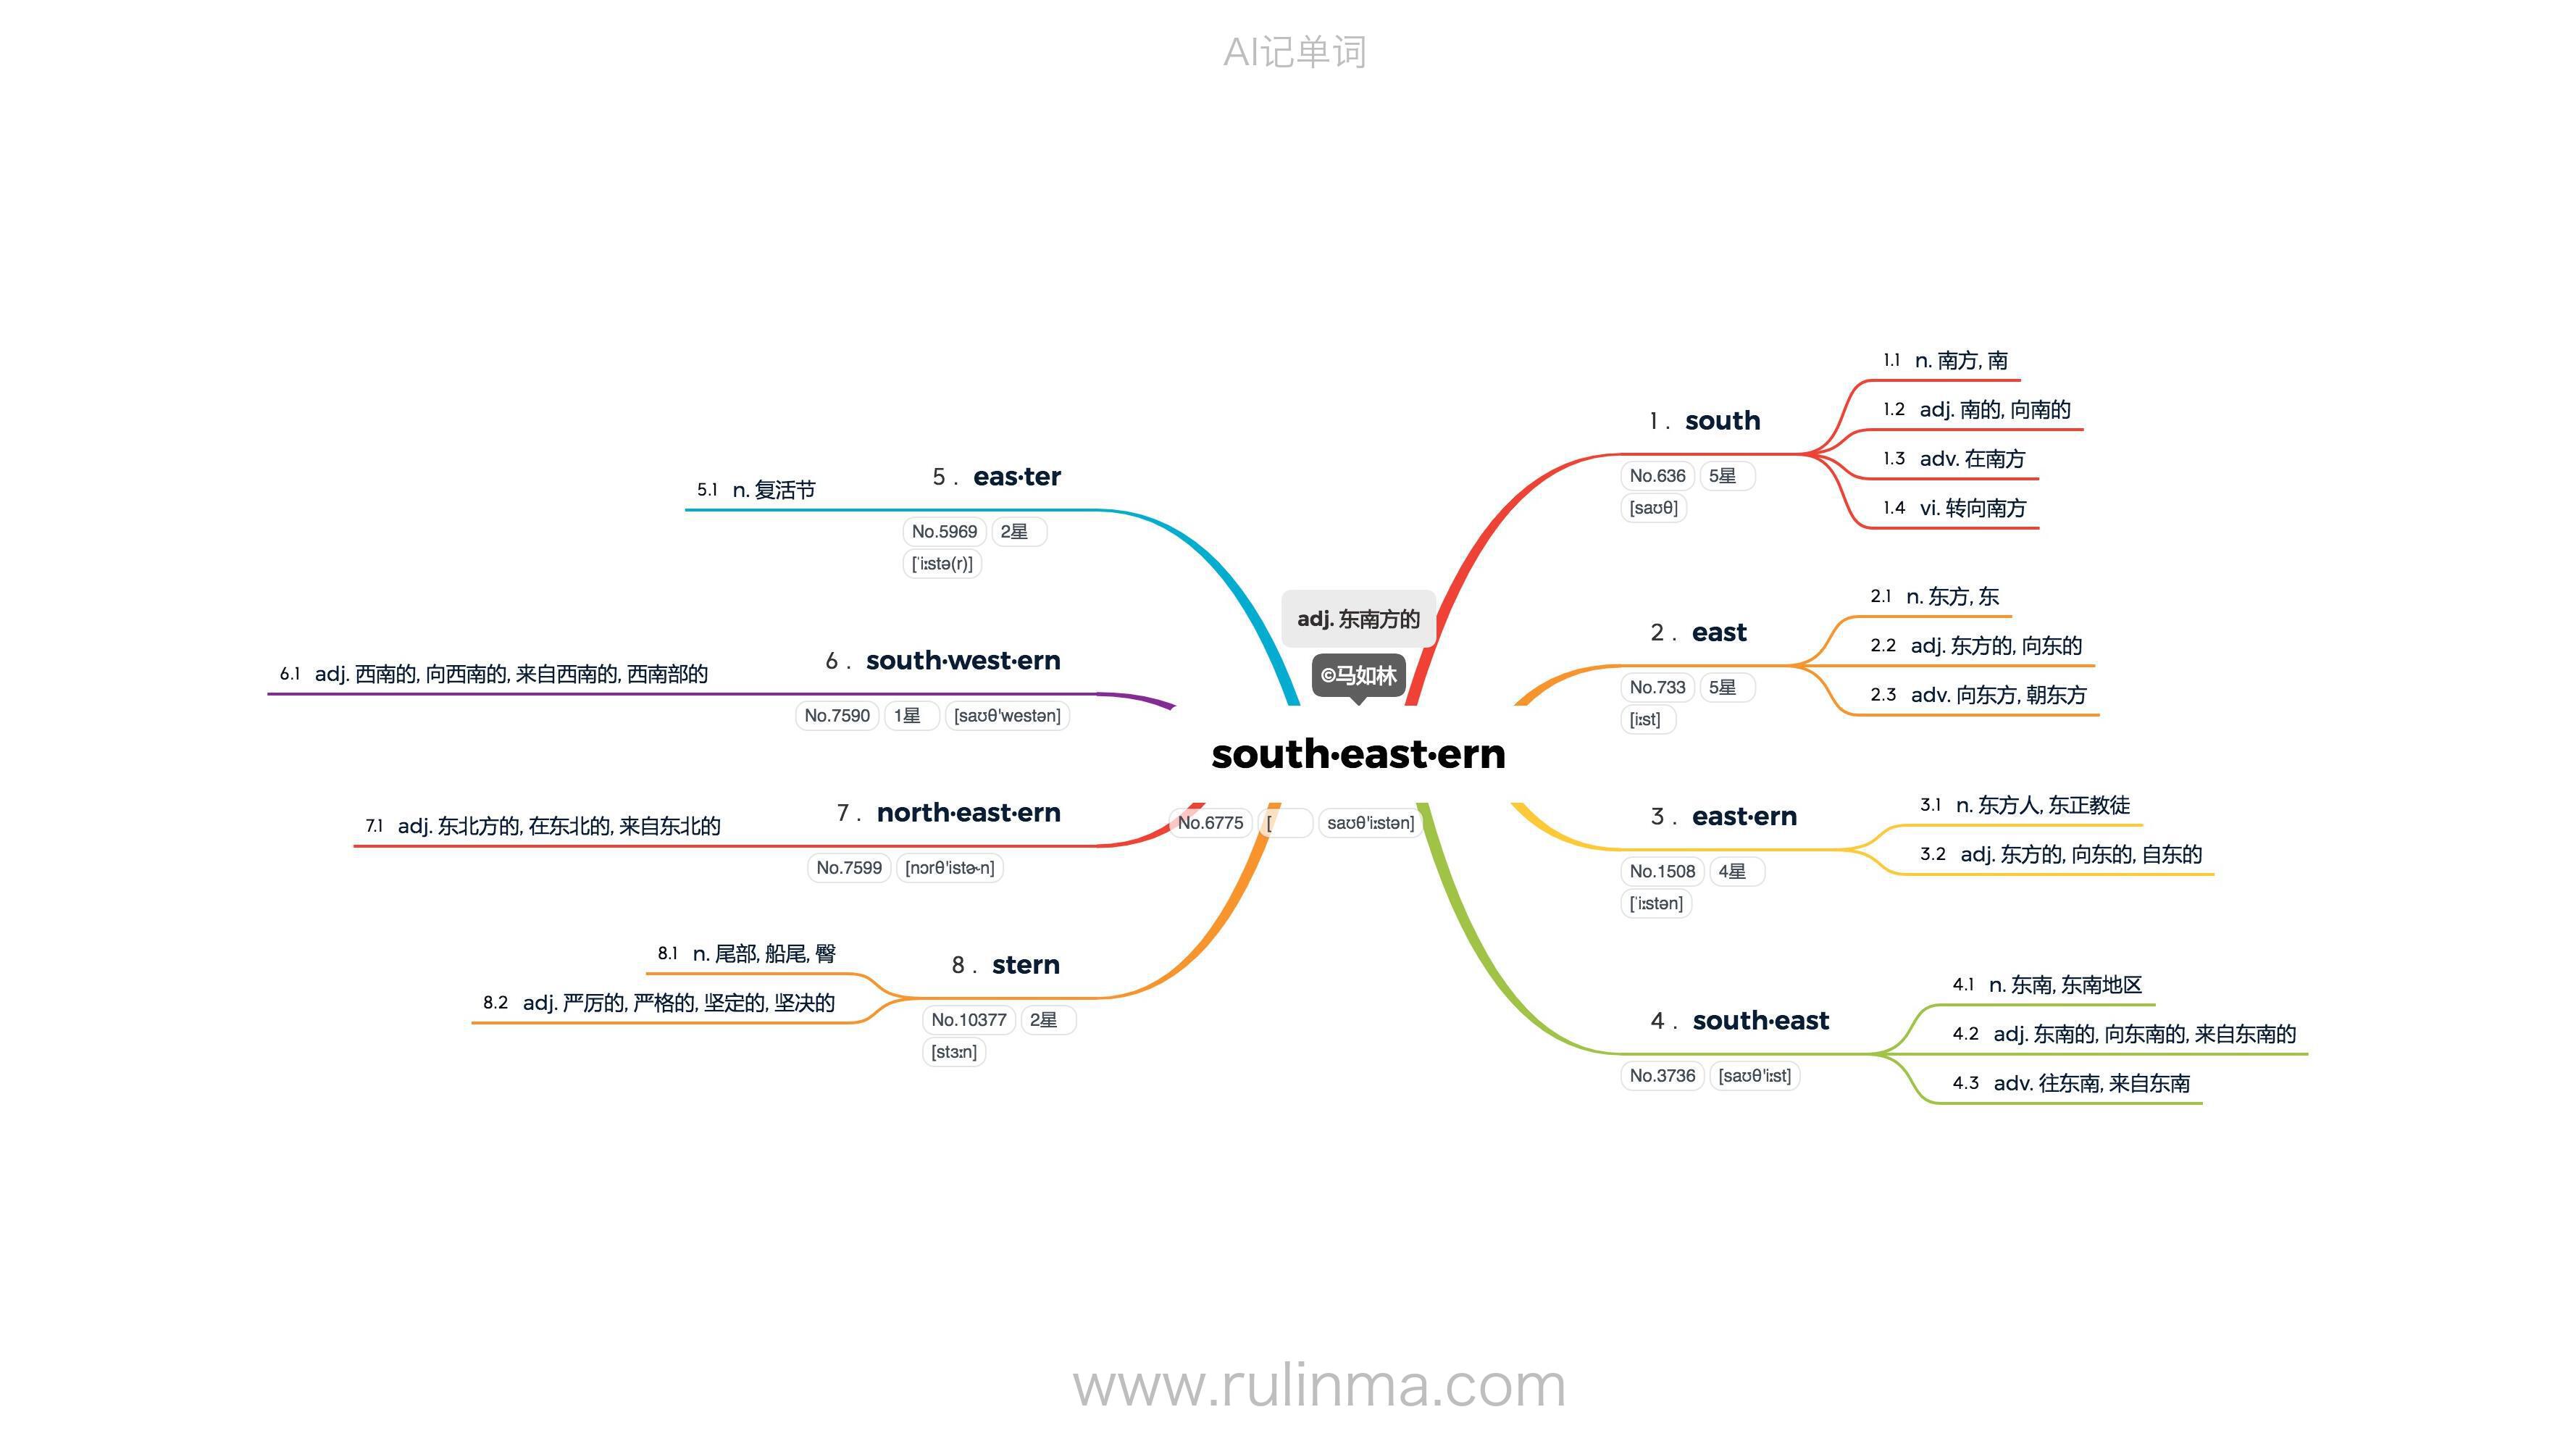 AI记单词
adj. 东南方的
©马如林
south·east·ern
No.6775 [ saʊθ'iːstən]
1 . south
No.636 5星
[saʊθ]
1.1 n. 南方, 南
1.2 adj. 南的, 向南的
1.3 adv. 在南方
1.4 vi. 转向南方
2 . east
No.733 5星
[iːst]
2.1 n. 东方, 东
2.2 adj. 东方的, 向东的
2.3 adv. 向东方, 朝东方
3 . east·ern
No.1508 4星
['iːstən]
3.1 n. 东方人, 东正教徒
3.2 adj. 东方的, 向东的, 自东的
4 . south·east
No.3736 [saʊθ'iːst]
4.1 n. 东南, 东南地区
4.2 adj. 东南的, 向东南的, 来自东南的
4.3 adv. 往东南, 来自东南
5 . eas·ter
No.5969 2星
['iːstə(r)]
5.1 n. 复活节
6 . south·west·ern
No.7590 1星 [saʊθ'westən]
6.1 adj. 西南的, 向西南的, 来自西南的, 西南部的
7 . north·east·ern
No.7599 [nɔrθ'istɚn]
7.1 adj. 东北方的, 在东北的, 来自东北的
8 . stern
No.10377 2星
[stɜːn]
8.1 n. 尾部, 船尾, 臀
8.2 adj. 严厉的, 严格的, 坚定的, 坚决的
www.rulinma.com